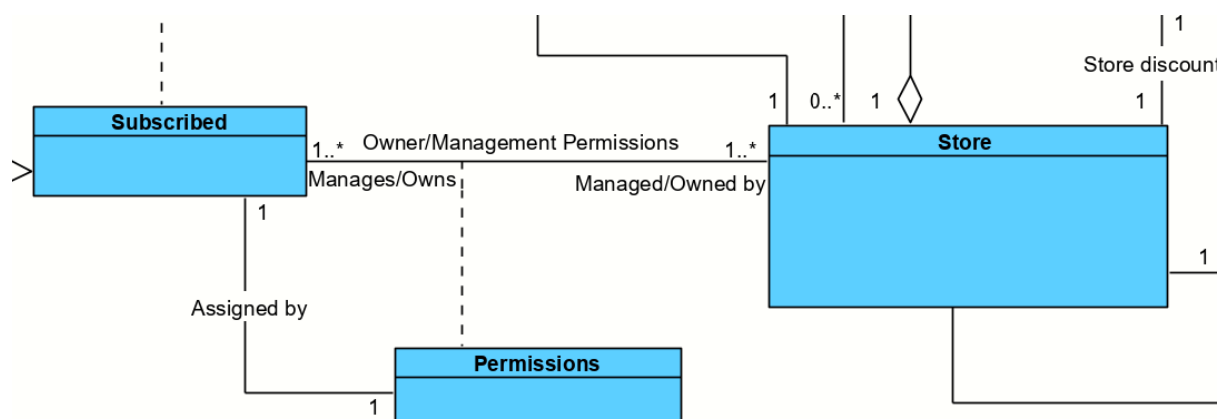 1
Store discount
1
0..*
1
1
Subscribed
Store
1..*
Owner/Management Permissions
1..*
Manages/Owns
Managed/Owned by
1
1
Assigned by
Permissions
1